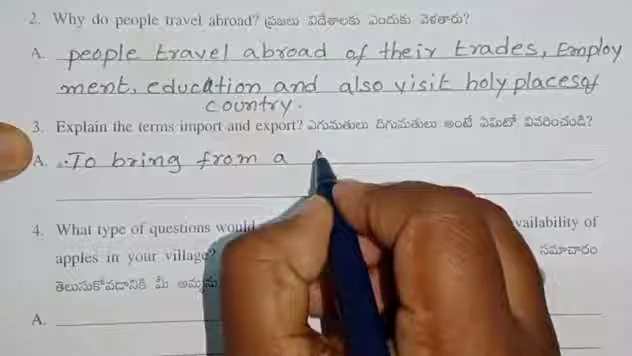 2. Why do people travel abroad? ప్రజలు విదేశాలకు ఎందుకు వెళతారు?
A. people travel abroad of their trades, Employ
ment, education and also visit holy places of
country.
3. Explain the terms import and export? ఎగుమతులు దిగుమతులు అంటే ఏమిటో వివరించండి?
A. To bring from a
4. What type of questions would vailability of
apples in your village? సమాచారం
తెలుసుకోవడానికి మీ అమ్మను
A.